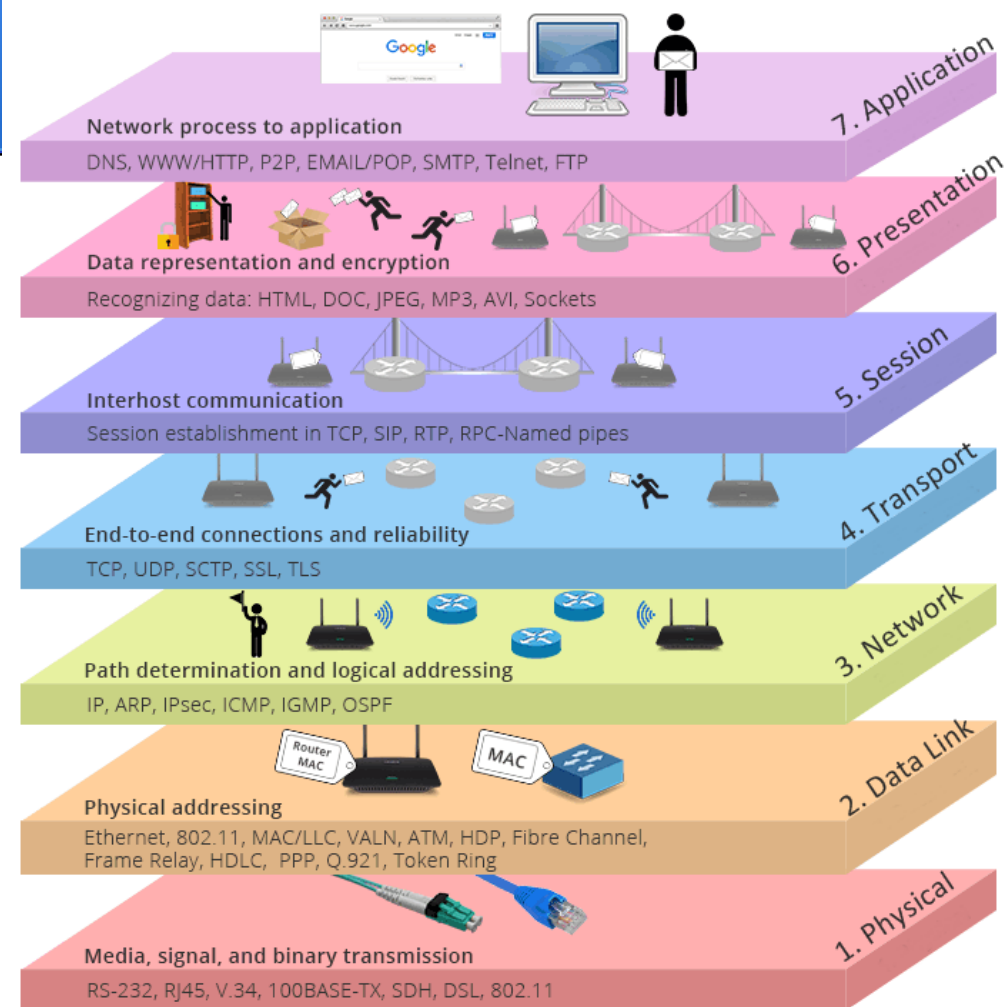 Google
7. Application
Network process to application
DNS, WWW/HTTP, P2P, EMAIL/POP, SMTP, Telnet, FTP
6. Presentation
Data representation and encryption
Recognizing data: HTML, DOC, JPEG, MP3, AVI, Sockets
5. Session
Interhost communication
Session establishment in TCP, SIP, RTP, RPC-Named pipes
4. Transport
End-to-end connections and reliability
TCP, UDP, SCTP, SSL, TLS
3. Network
Path determination and logical addressing
IP, ARP, IPsec, ICMP, IGMP, OSPF
2. Data Link
Router
MAC
MAC
Physical addressing
Ethernet, 802.11, MAC/LLC, VALN, ATM, HDP, Fibre Channel,
Frame Relay, HDLC, PPP, Q.921, Token Ring
1. Physical
Media, signal, and binary transmission
RS-232, RJ45, V.34, 100BASE-TX, SDH, DSL, 802.11